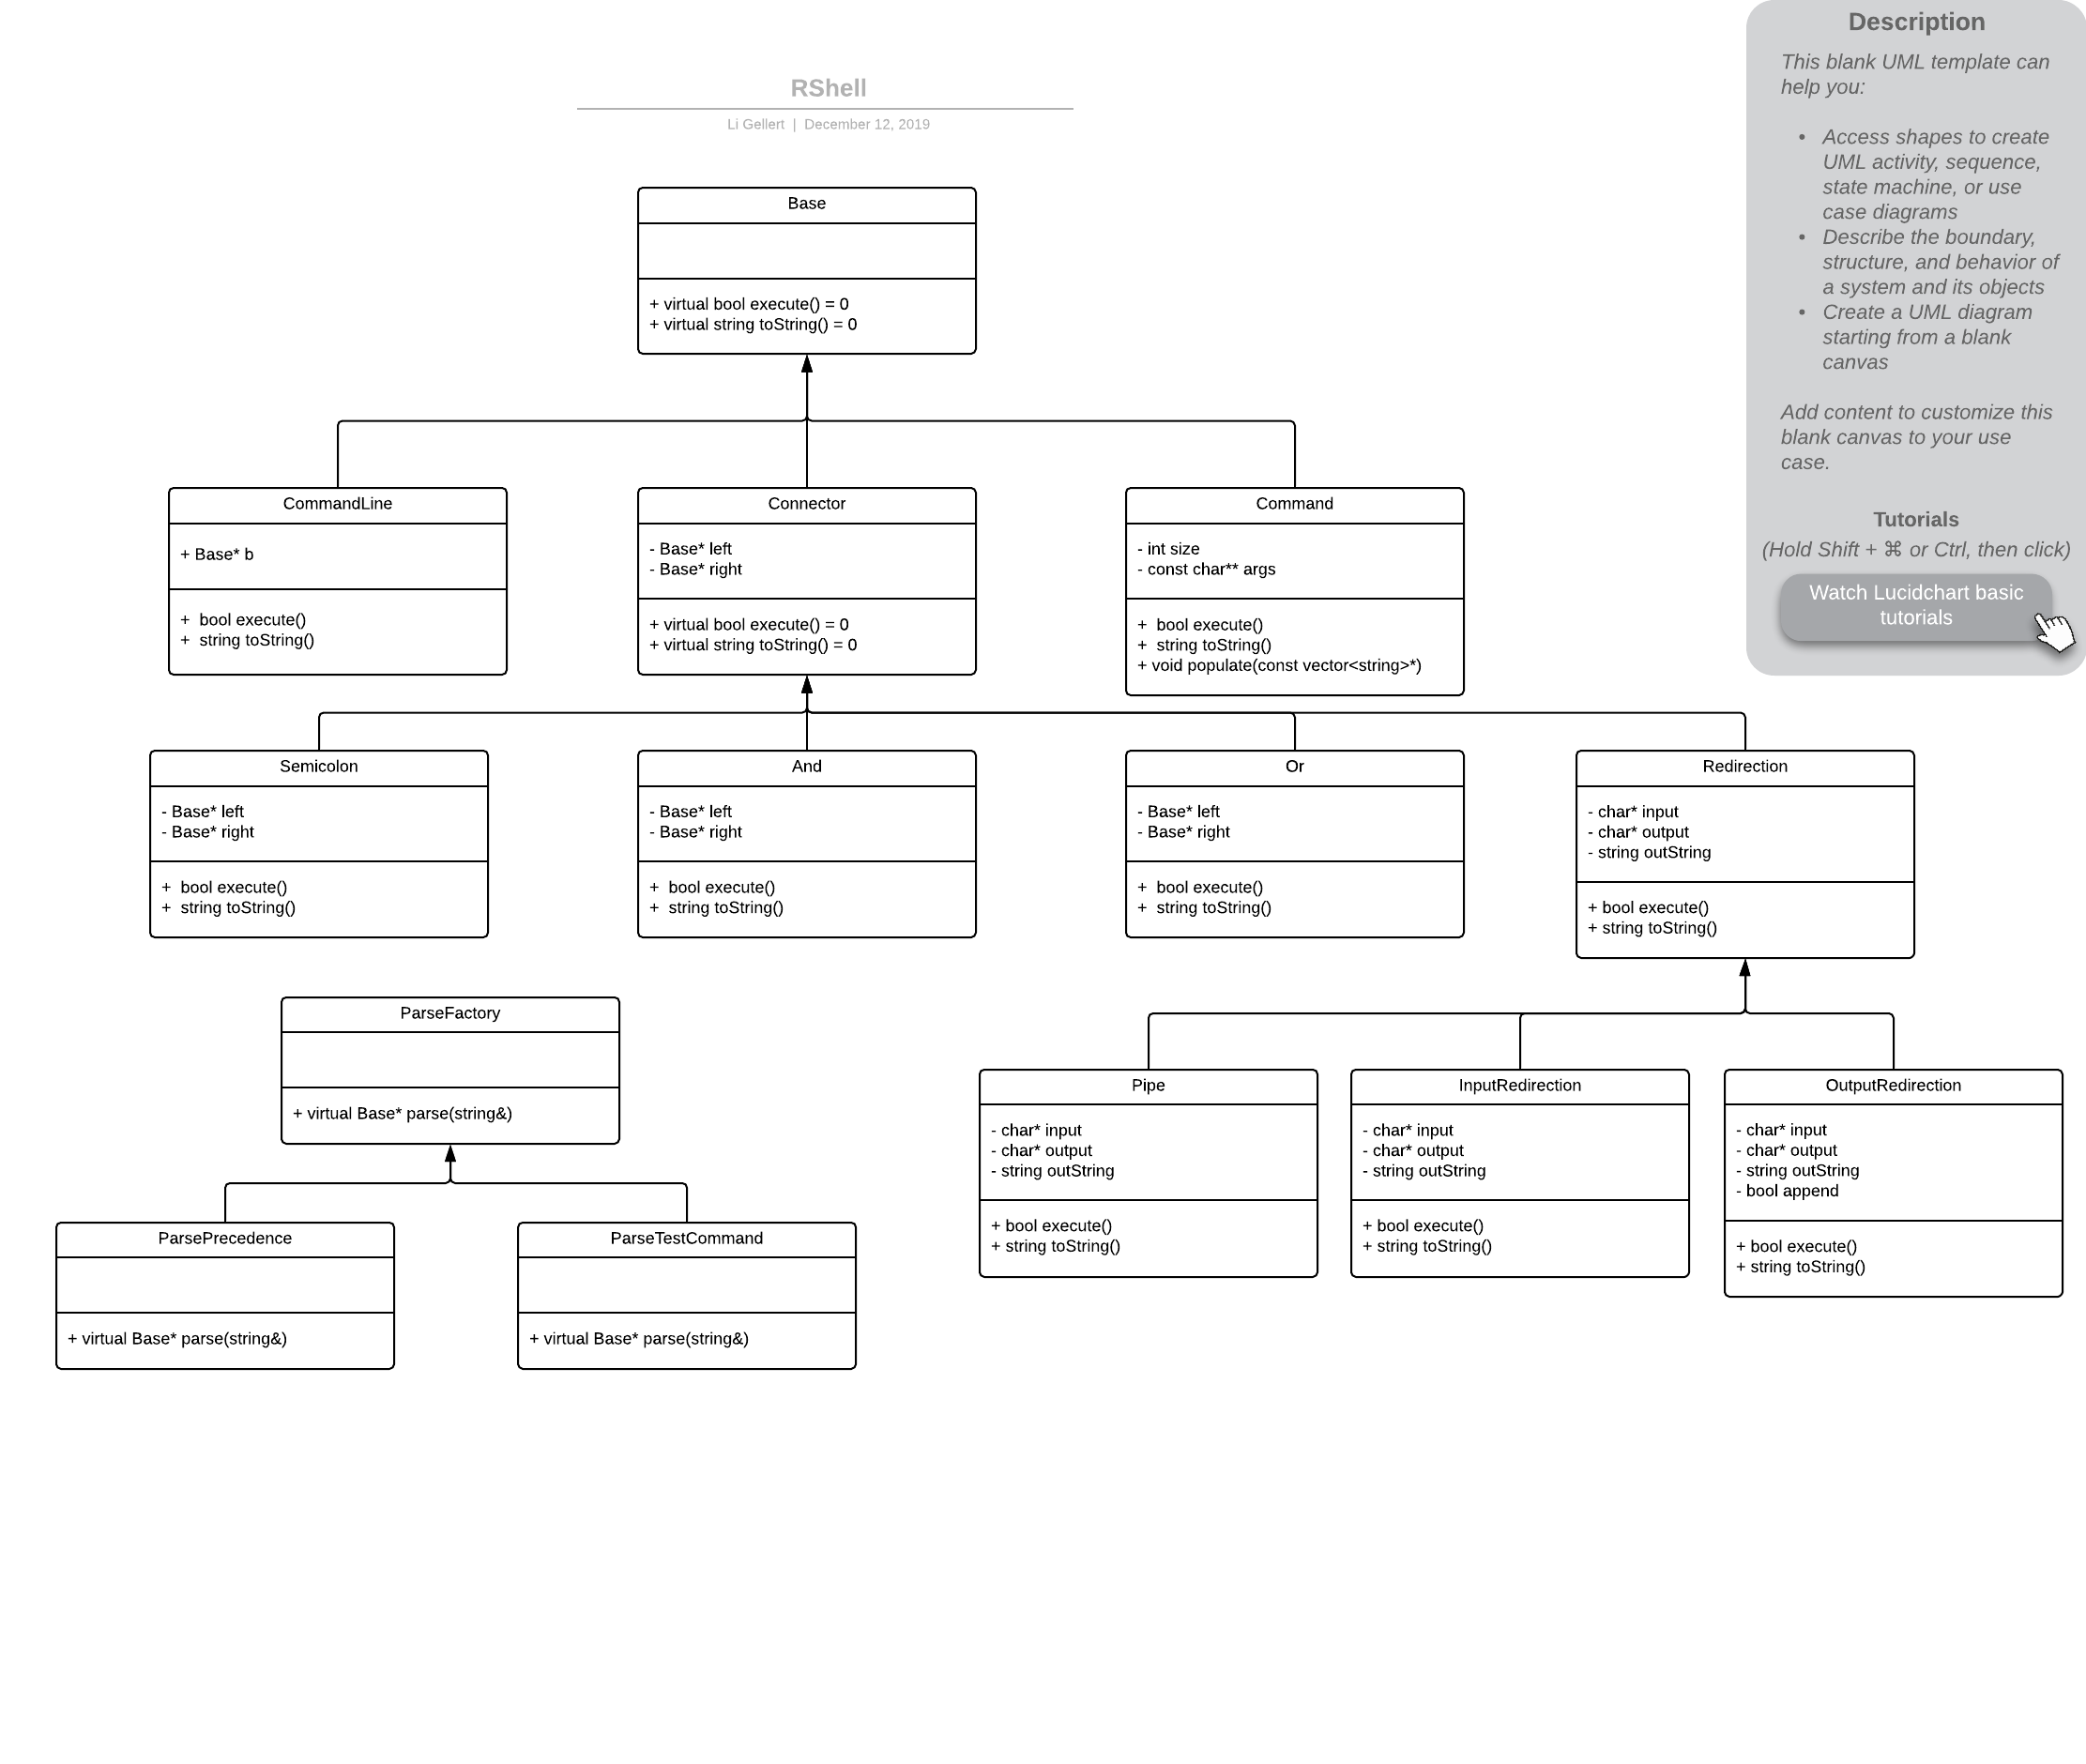 RShell
Li Gellert | December 12, 2019
Description
This blank UML template can
help you:
• Access shapes to create
UML activity, sequence,
state machine, or use
case diagrams
• Describe the boundary,
structure, and behavior of
a system and its objects
• Create a UML diagram
starting from a blank
canvas
Add content to customize this
blank canvas to your use
case.
Tutorials
(Hold Shift + ⌘ or Ctrl, then click)
Watch Lucidchart basic
tutorials
Base
+ virtual bool execute() = 0
+ virtual string toString() = 0
CommandLine
+ Base* b
+ bool execute()
+ string toString()
Connector
- Base* left
- Base* right
+ virtual bool execute() = 0
+ virtual string toString() = 0
Command
- int size
- const char** args
+ bool execute()
+ string toString()
+ void populate(const vector<string>*)
Semicolon
- Base* left
- Base* right
+ bool execute()
+ string toString()
And
- Base* left
- Base* right
+ bool execute()
+ string toString()
Or
- Base* left
- Base* right
+ bool execute()
+ string toString()
Redirection
- char* input
- char* output
- string outString
+ bool execute()
+ string toString()
ParseFactory
+ virtual Base* parse(string&)
ParsePrecedence
+ virtual Base* parse(string&)
ParseTestCommand
+ virtual Base* parse(string&)
Pipe
- char* input
- char* output
- string outString
+ bool execute()
+ string toString()
InputRedirection
- char* input
- char* output
- string outString
+ bool execute()
+ string toString()
OutputRedirection
- char* input
- char* output
- string outString
- bool append
+ bool execute()
+ string toString()